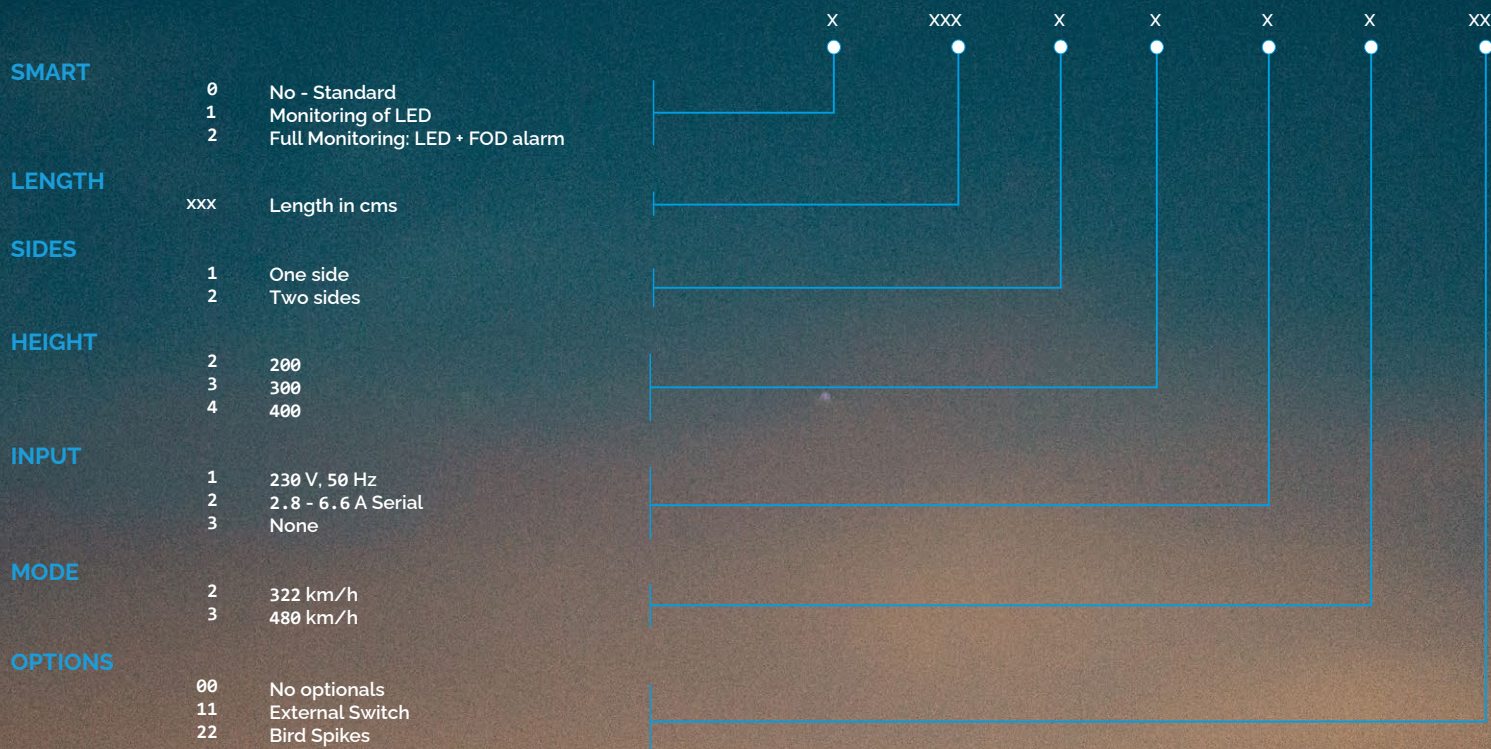 X XXX X X X X XX
SMART
0 No - Standard
1 Monitoring of LED
2 Full Monitoring: LED + FOD alarm
LENGTH
XXX Length in cms
SIDES
1 One side
2 Two sides
HEIGHT
2 200
3 300
4 400
INPUT
1 230 V, 50 Hz
2 2.8 - 6.6 A Serial
3 None
MODE
2 322 km/h
3 480 km/h
OPTIONS
00 No optionals
11 External Switch
22 Bird Spikes